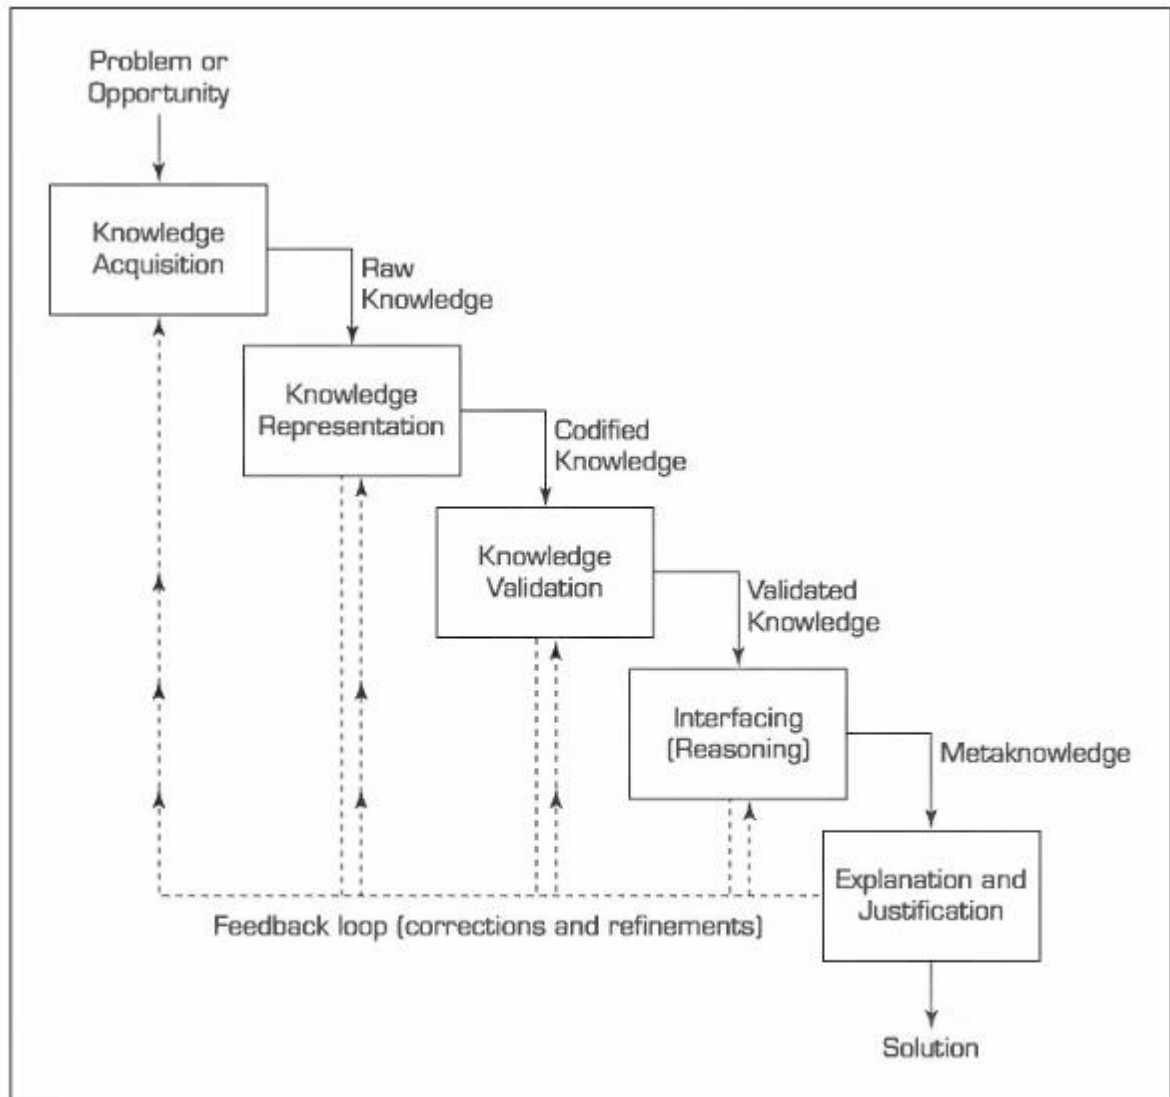 Problem or
Opportunity
Knowledge
Acquisition
Raw
Knowledge
Knowledge
Representation
Codified
Knowledge
Knowledge
Validation
Validated
Knowledge
Interfacing
(Reasoning)
Metaknowledge
Explanation and
Justification
Feedback loop (corrections and refinements)
Solution